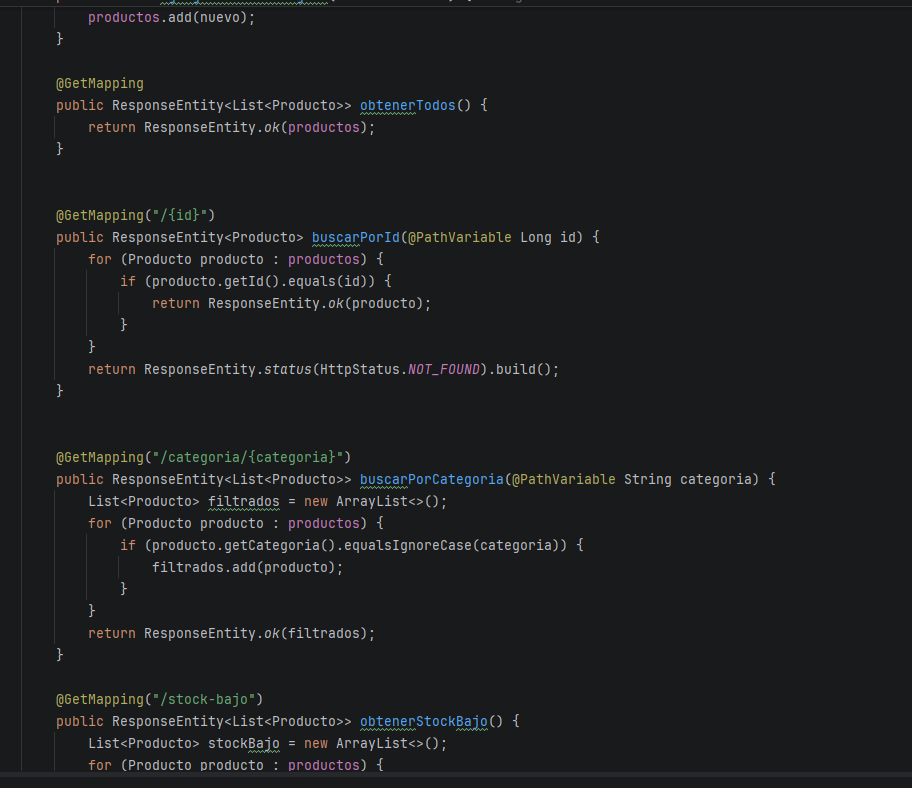 productos.add(nuevo);
}
@GetMapping
public ResponseEntity<List<Producto>> obtenerTodos() {
return ResponseEntity.ok(productos);
}
@GetMapping("/{id}")
public ResponseEntity<Producto> buscarPorId(@PathVariable Long id) {
for (Producto producto : productos) {
if (producto.getId().equals(id)) {
return ResponseEntity.ok(producto);
}
}
return ResponseEntity.status(HttpStatus.NOT_FOUND).build();
}
@GetMapping("/categoria/{categoria}")
public ResponseEntity<List<Producto>> buscarPorCategoria(@PathVariable String categoria) {
List<Producto> filtrados = new ArrayList<>();
for (Producto producto : productos) {
if (producto.getCategoria().equalsIgnoreCase(categoria)) {
filtrados.add(producto);
}
}
return ResponseEntity.ok(filtrados);
}
@GetMapping("/stock-bajo")
public ResponseEntity<List<Producto>> obtenerStockBajo() {
List<Producto> stockBajo = new ArrayList<>();
for (Producto producto : productos) {